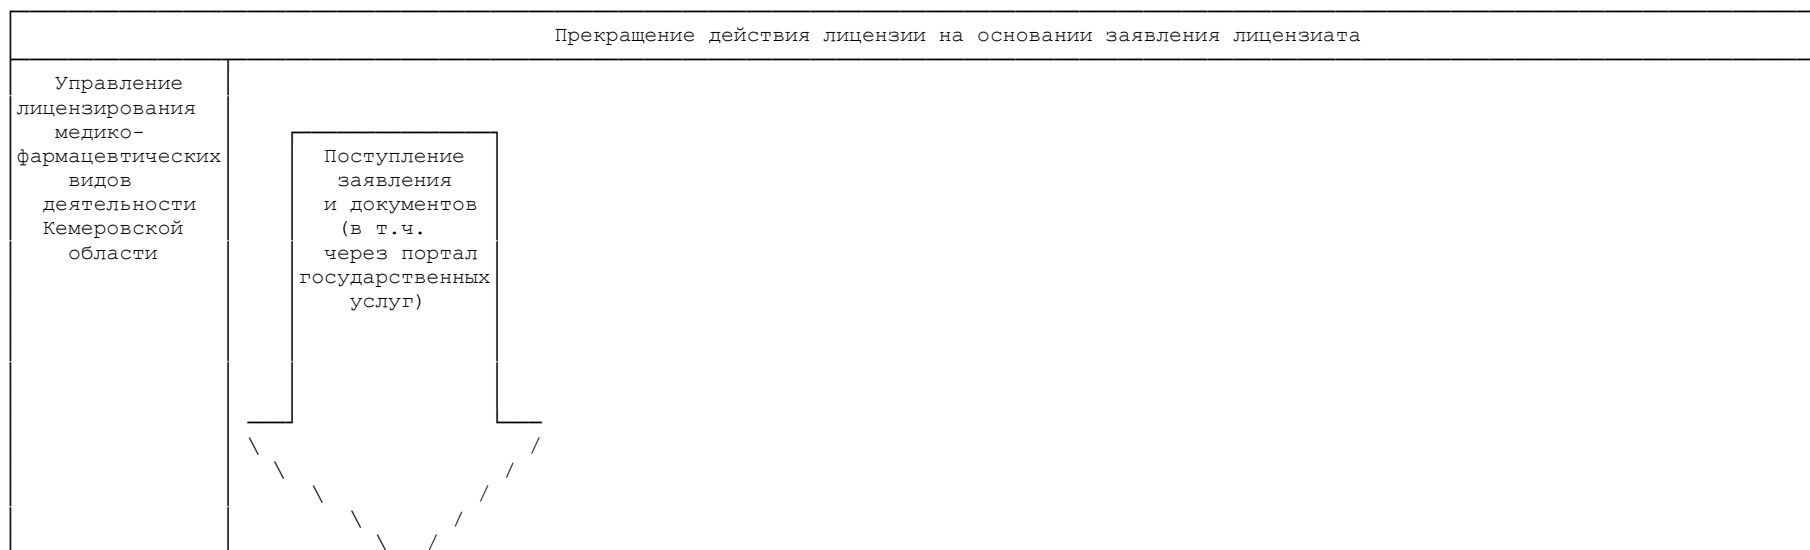 Прекращение действия лицензии на основании заявления лицензиата
Управление
лицензирования
медико-
фармацевтических
видов
деятельности
Кемеровской
области
Поступление
заявления
и документов
(в т.ч.
через портал
государственных
услуг)